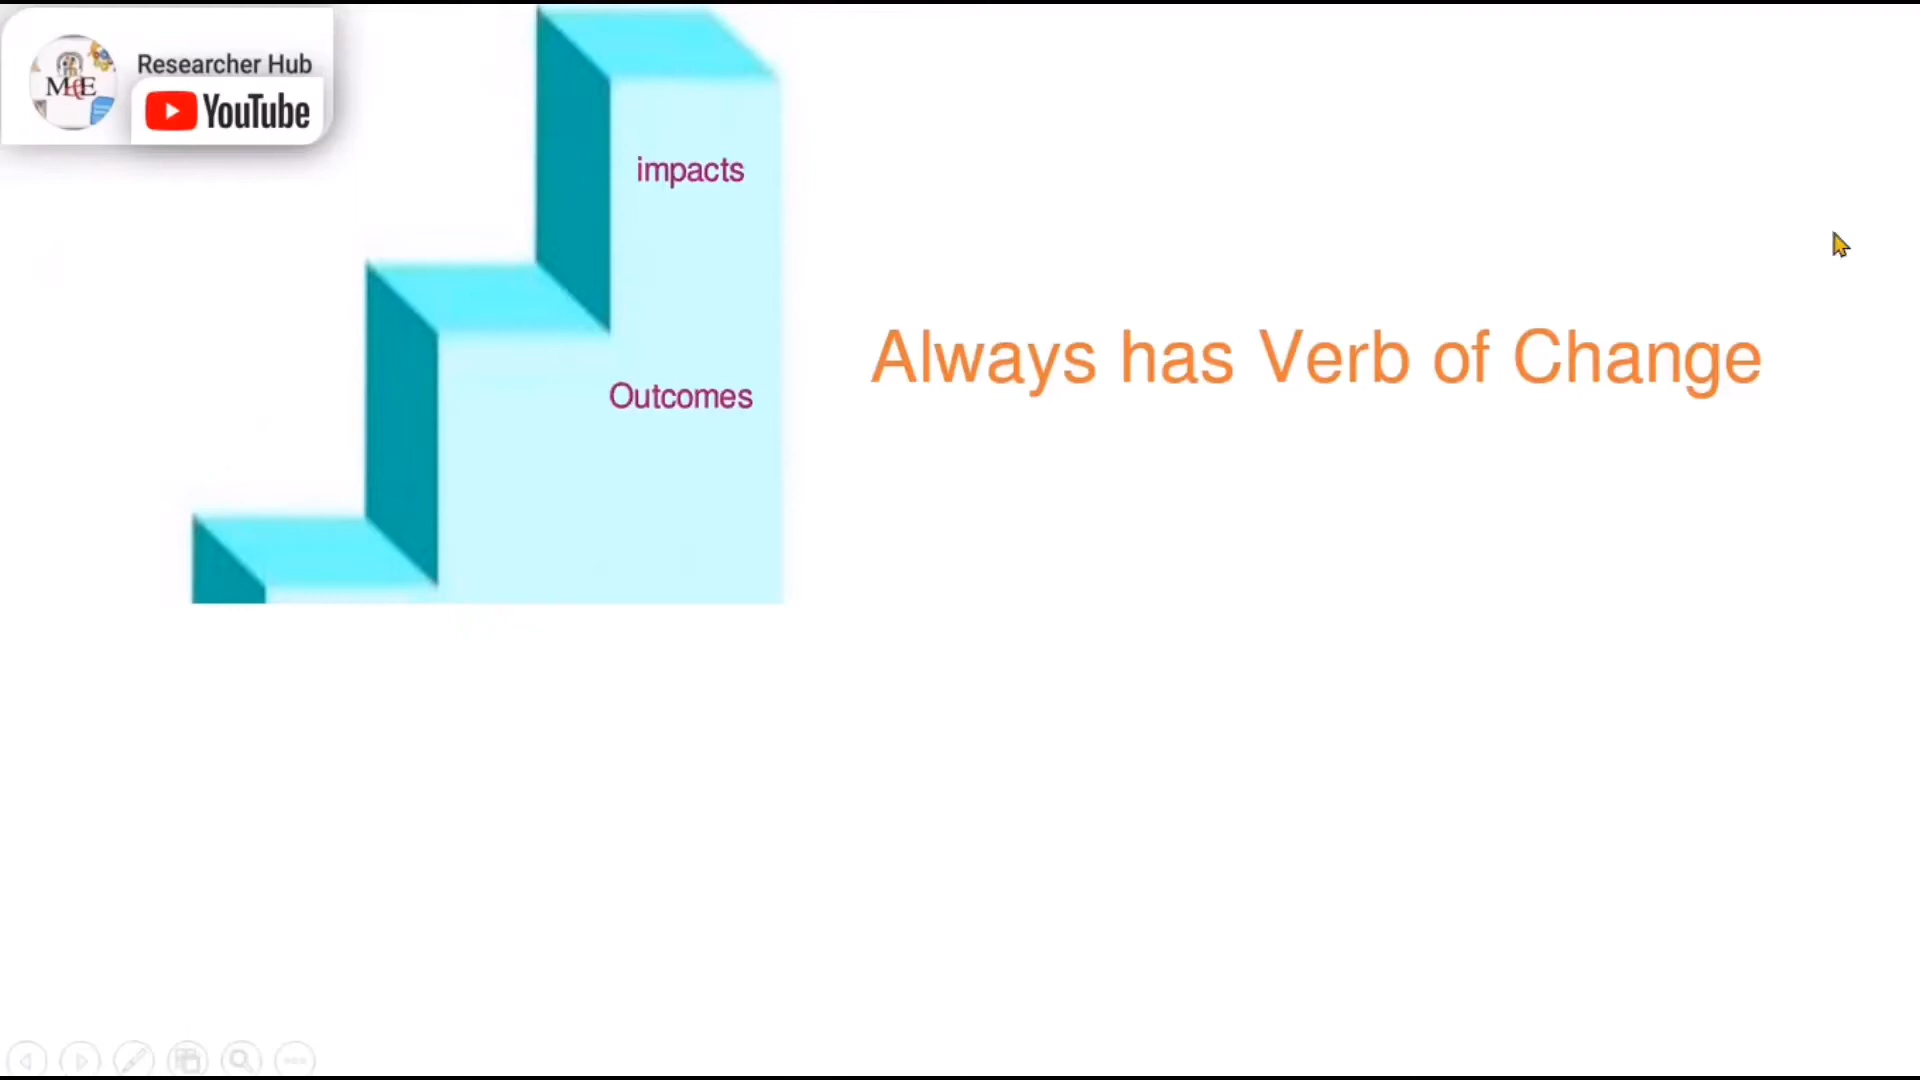 Researcher Hub
M&E
YouTube
impacts
Always has Verb of Change
Outcomes